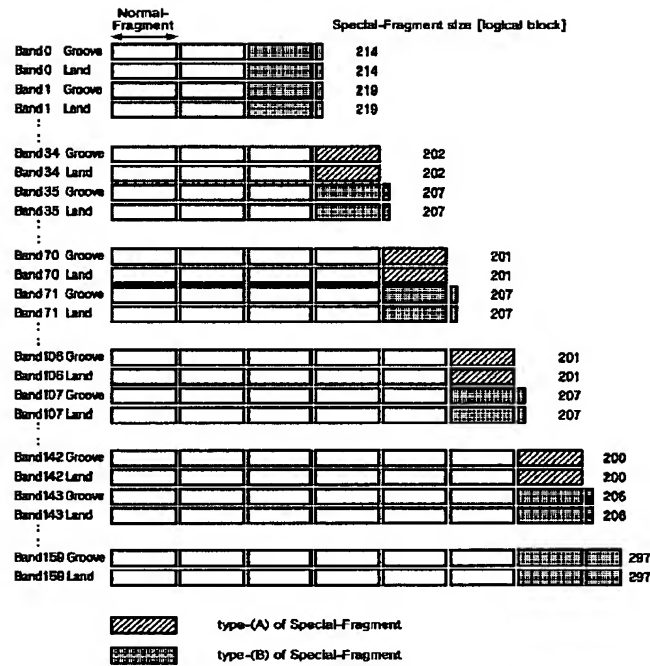 Normal-
Fragment
Special-Fragment size [logical block]
Band0 Groove 214
Band0 Land 214
Band1 Groove 219
Band1 Land 219
Band34 Groove 202
Band34 Land 202
Band35 Groove 207
Band35 Land 207
Band70 Groove 201
Band70 Land 201
Band71 Groove 207
Band71 Land 207
Band106 Groove 201
Band106 Land 201
Band107 Groove 207
Band107 Land 207
Band142 Groove 200
Band142 Land 200
Band143 Groove 206
Band143 Land 206
Band159 Groove 297
Band159 Land 297
type-(A) of Special-Fragment
type-(B) of Special-Fragment